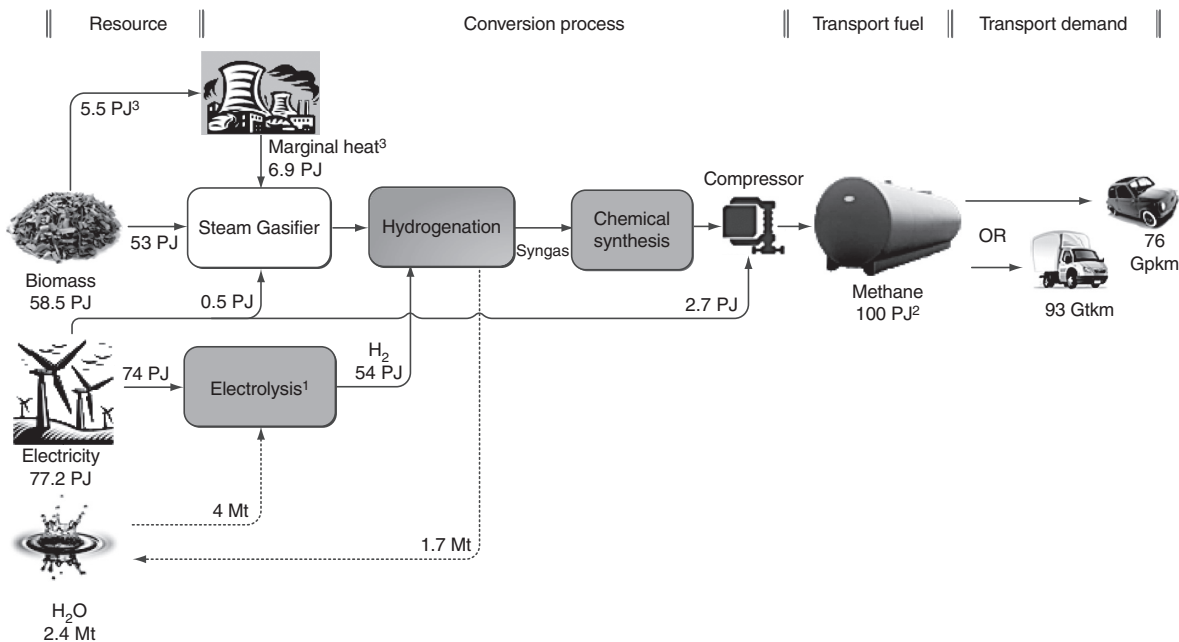 Resource
Conversion process
Transport fuel
Transport demand
5.5 PJ³
Marginal heat³
6.9 PJ
Biomass
58.5 PJ
53 PJ
Steam Gasifier
Hydrogenation
Syngas
Chemical
synthesis
Compressor
Methane
100 PJ²
OR
76
Gpkm
93 Gtkm
0.5 PJ
2.7 PJ
Electricity
77.2 PJ
74 PJ
Electrolysis¹
H₂
54 PJ
4 Mt
1.7 Mt
H₂O
2.4 Mt